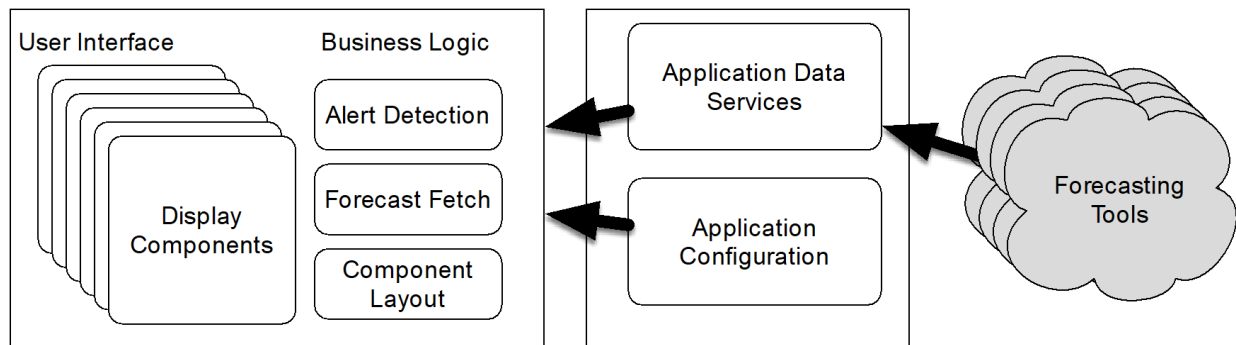 User Interface
Business Logic
Display
Components
Alert Detection
Forecast Fetch
Component
Layout
Application Data
Services
Application
Configuration
Forecasting
Tools